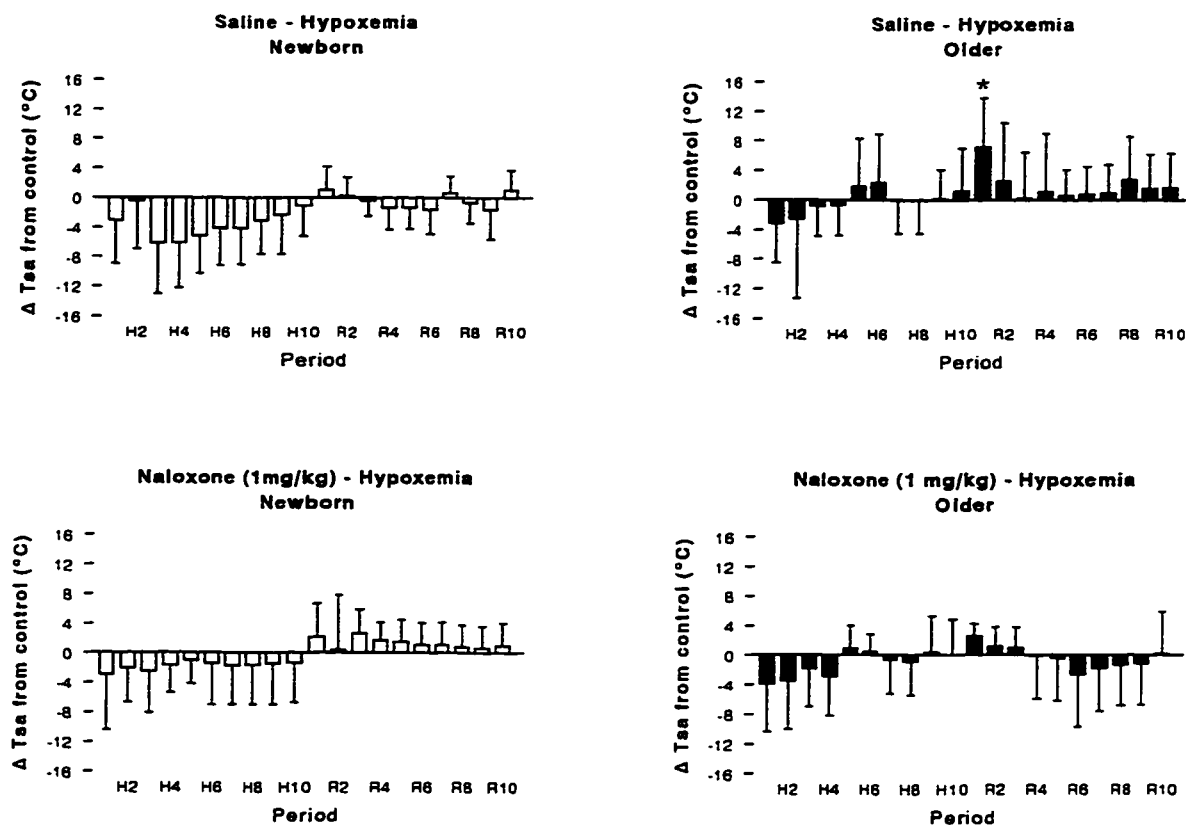 Saline - Hypoxemia
Newborn
16
12
8
4
0
-4
-8
-12
-16
Δ Tsa from control (°C)
H2 H4 H6 H8 H10 R2 R4 R6 R8 R10
Period
Saline - Hypoxemia
Older
16
12
8
4
0
-4
-8
-12
-16
Δ Tsa from control (°C)
*
H2 H4 H6 H8 H10 R2 R4 R6 R8 R10
Period
Naloxone (1mg/kg) - Hypoxemia
Newborn
16
12
8
4
0
-4
-8
-12
-16
Δ Tsa from control (°C)
H2 H4 H6 H8 H10 R2 R4 R6 R8 R10
Period
Naloxone (1 mg/kg) - Hypoxemia
Older
16
12
8
4
0
-4
-8
-12
-16
Δ Tsa from control (°C)
H2 H4 H6 H8 H10 R2 R4 R6 R8 R10
Period